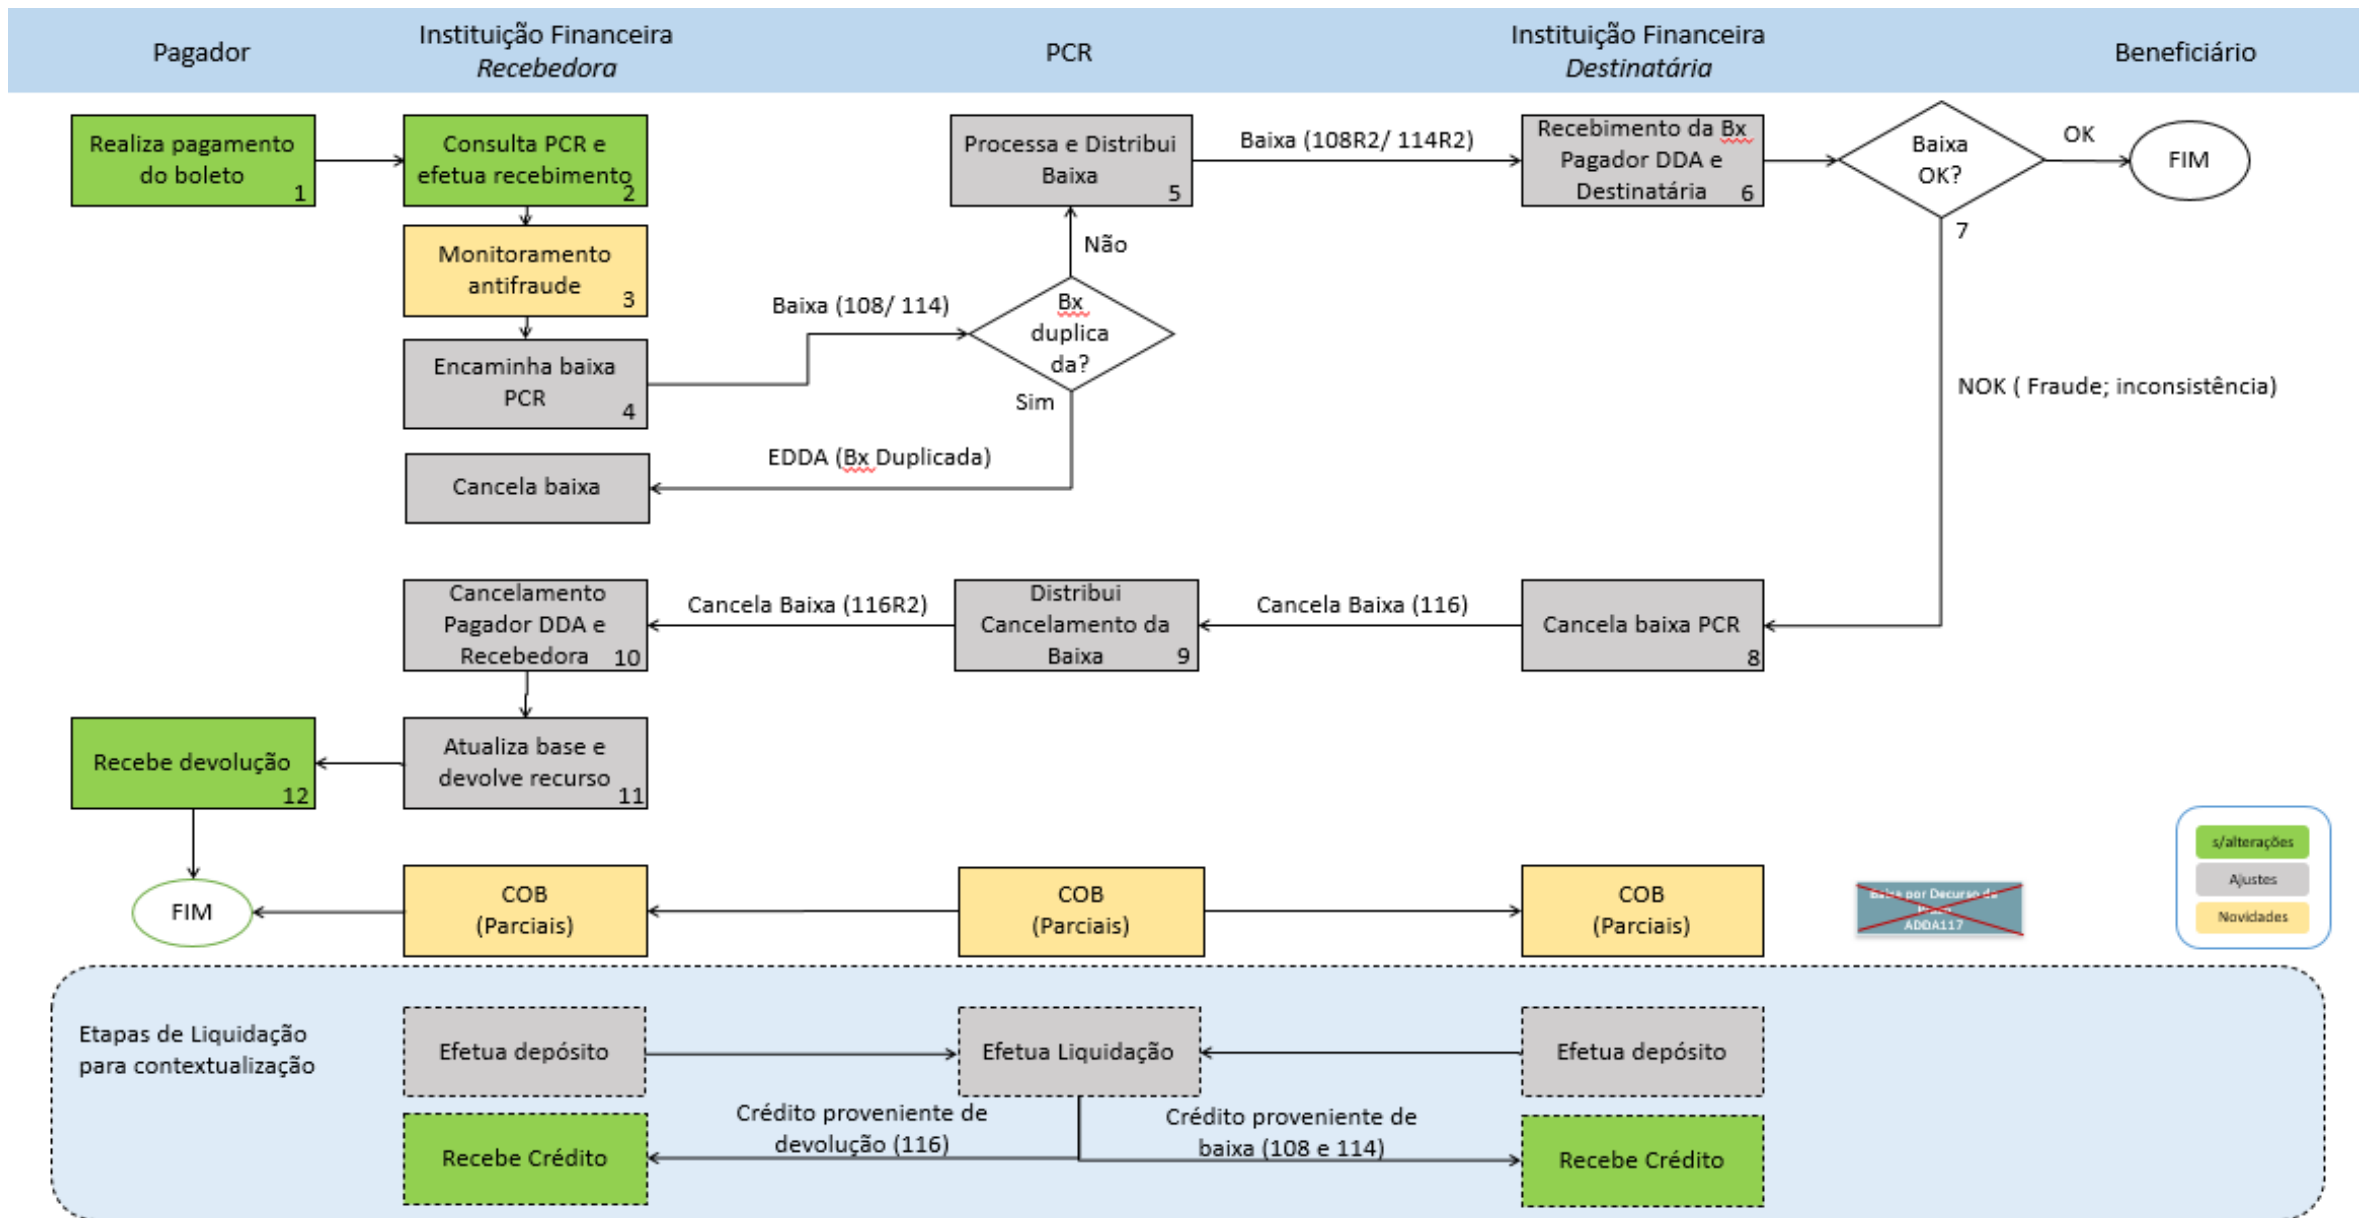 Pagador
Instituição Financeira
Recebedora
PCR
Instituição Financeira
Destinatária
Beneficiário
Realiza pagamento
do boleto
1
Consulta PCR e
efetua recebimento
2
Processa e Distribui
Baixa
5
Baixa (108R2/ 114R2)
Recebimento da Bx
Pagador DDA e
Destinatária
6
Baixa
OK?
7
OK
FIM
Monitoramento
antifraude
3
Não
Baixa (108/ 114)
Bx
duplica
da?
Encaminha baixa
PCR
4
Sim
NOK ( Fraude; inconsistência)
EDDA (Bx Duplicada)
Cancela baixa
Cancelamento
Pagador DDA e
Recebedora
10
Cancela Baixa (116R2)
Distribui
Cancelamento da
Baixa
9
Cancela Baixa (116)
Cancela baixa PCR
8
Recebe devolução
12
Atualiza base e
devolve recurso
11
FIM
COB
(Parciais)
COB
(Parciais)
COB
(Parciais)
Baixa por Decurso de
Prazo
ADDA117
s/alterações
Ajustes
Novidades
Etapas de Liquidação
para contextualização
Efetua depósito
Efetua Liquidação
Efetua depósito
Crédito proveniente de
devolução (116)
Crédito proveniente de
baixa (108 e 114)
Recebe Crédito
Recebe Crédito